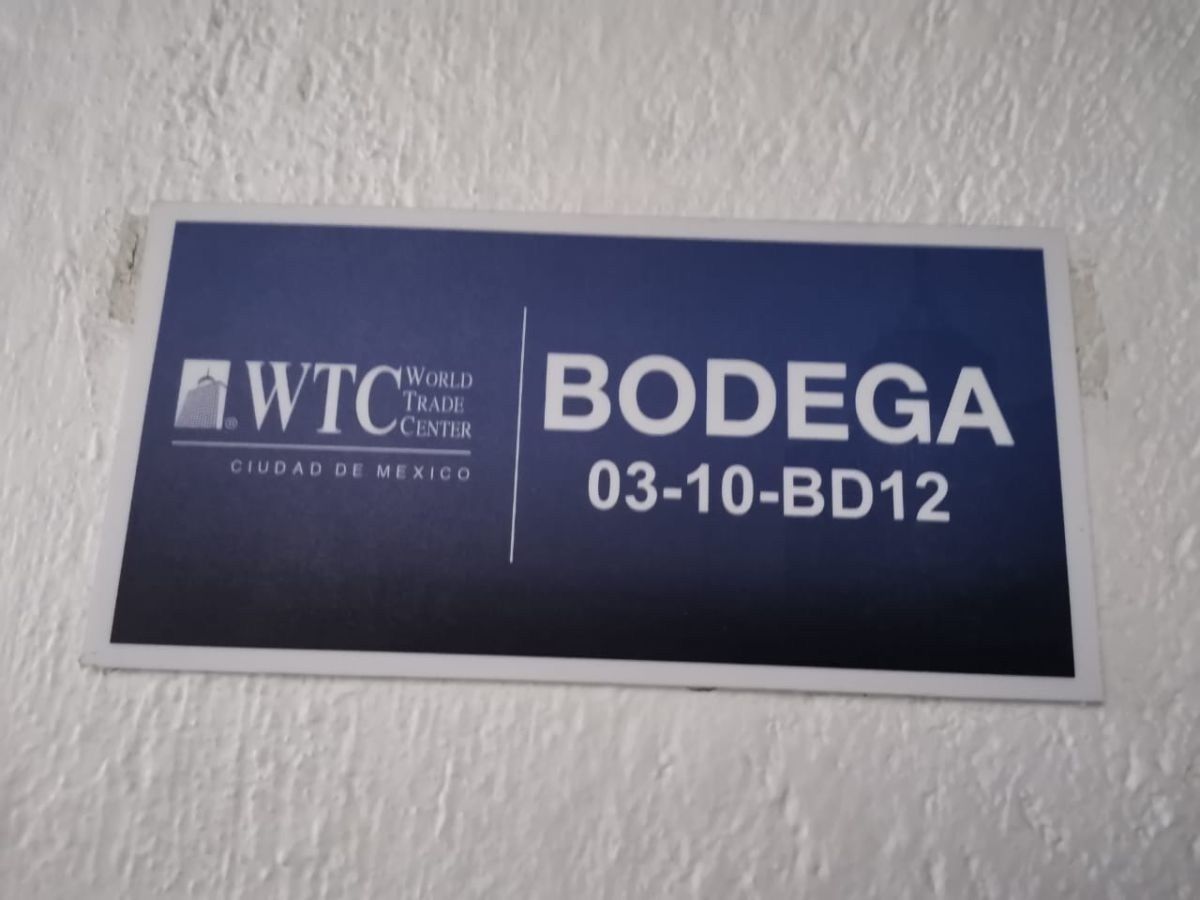 WTC
WORLD
TRADE
CENTER
CIUDAD DE MEXICO
BODEGA
03-10-BD12